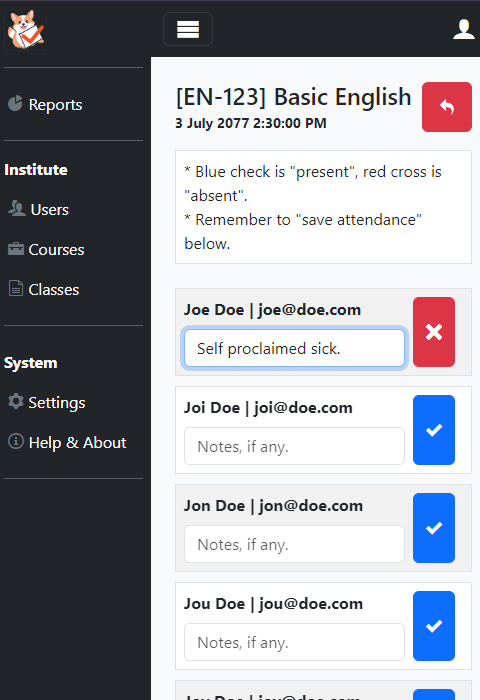 Reports
Institute
Users
Courses
Classes
System
Settings
Help & About
[EN-123] Basic English
3 July 2077 2:30:00 PM
* Blue check is "present", red cross is
"absent".
* Remember to "save attendance"
below.
Joe Doe | joe@doe.com
Self proclaimed sick.
Joi Doe | joi@doe.com
Notes, if any.
Jon Doe | jon@doe.com
Notes, if any.
Jou Doe | jou@doe.com
Notes, if any.